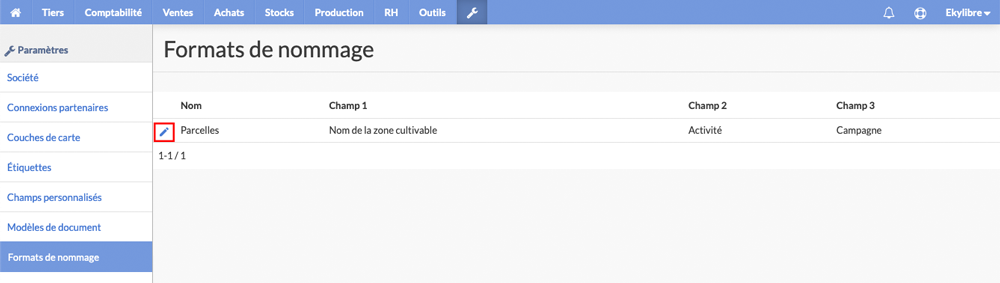 Tiers Comptabilité Ventes Achats Stocks Production RH Outils Ekylibre
Paramètres
Formats de nommage
Société
Connexions partenaires
Couches de carte
Étiquettes
Champs personnalisés
Modèles de document
Formats de nommage
Nom Champ 1 Champ 2 Champ 3
Parcelles Nom de la zone cultivable Activité Campagne
1-1 / 1